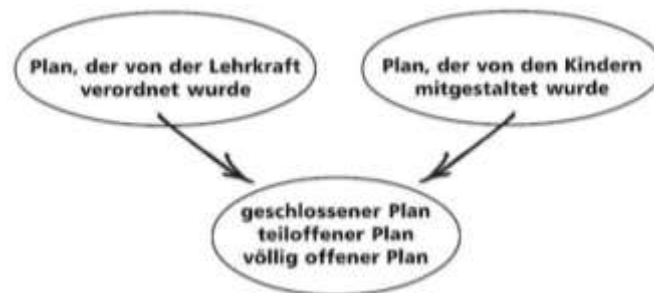 Plan, der von der Lehrkraft
verordnet wurde
Plan, der von den Kindern
mitgestaltet wurde
geschlossener Plan
teiloffener Plan
völlig offener Plan